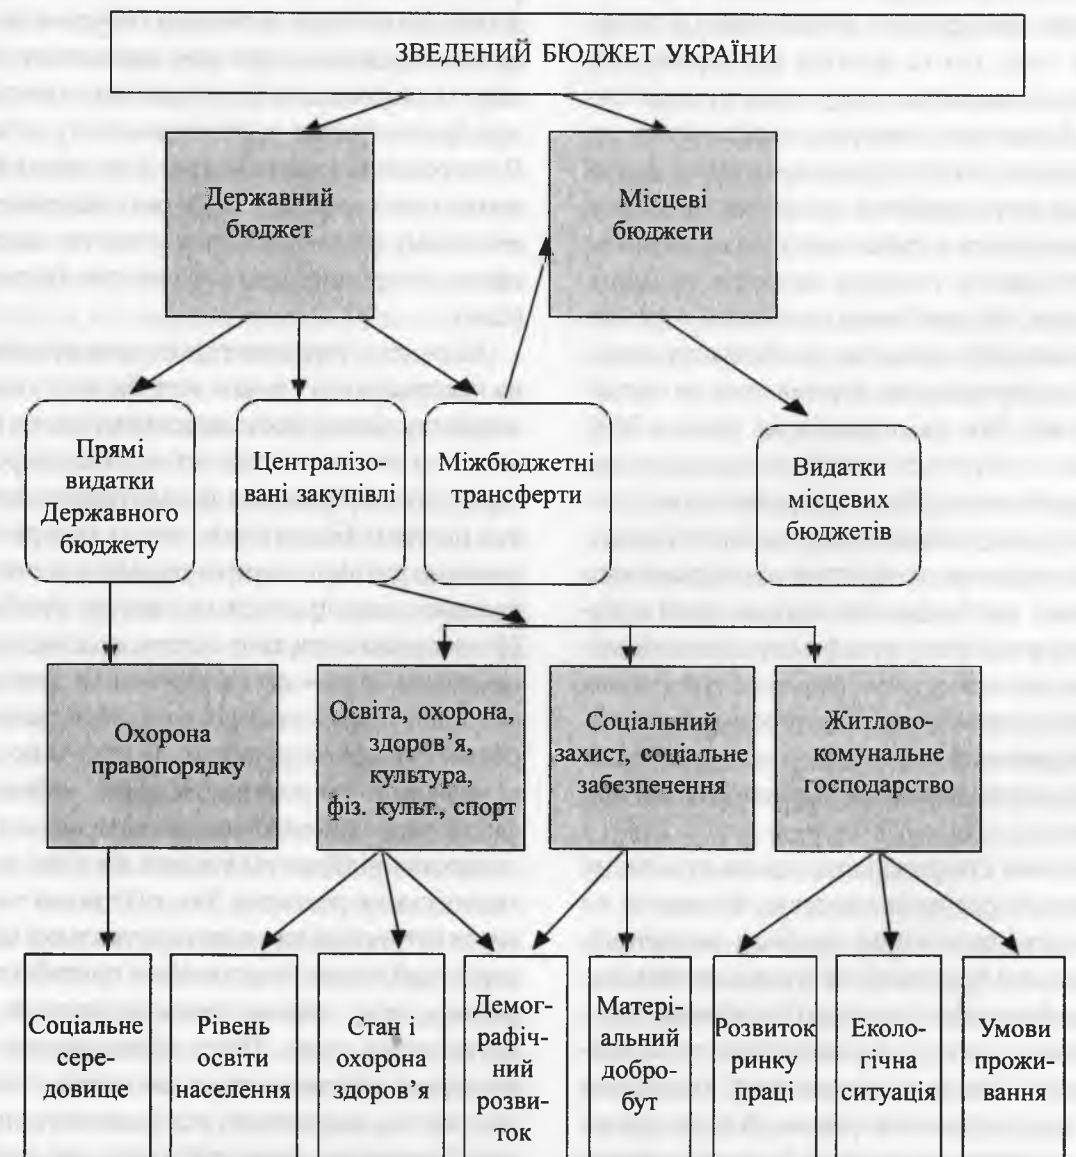 ЗВЕДЕНИЙ БЮДЖЕТ УКРАЇНИ
Державний
бюджет
Місцеві
бюджети
Прямі
видатки
Державного
бюджету
Централізо-
вані закупівлі
Міжбюджетні
трансферти
Видатки
місцевих
бюджетів
Охорона
правопорядку
Освіта, охорона,
здоров’я,
культура,
фіз. культ., спорт
Соціальний
захист, соціальне
забезпечення
Житлово-
комунальне
господарство
Соціальне
сере-
довище
Рівень
освіти
населення
Стан і
охорона
здоров’я
Демог-
рафіч-
ний
розви-
ток
Матері-
альний
добро-
бут
Розвиток
ринку
праці
Еколо-
гічна
ситуація
Умови
прожи-
вання